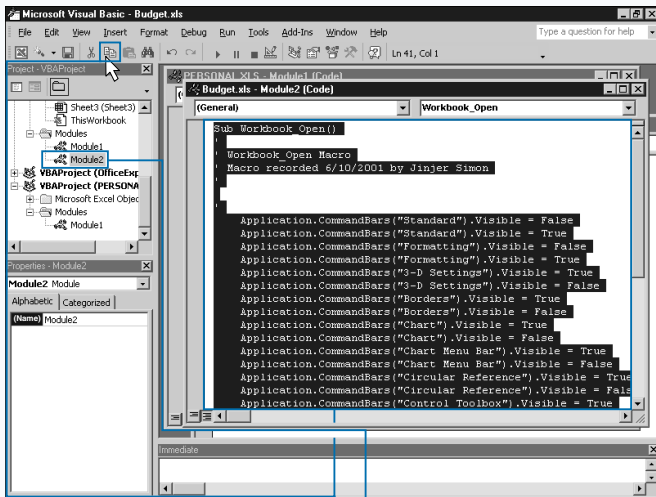 Microsoft Visual Basic - Budget.xls
File Edit View Insert Format Debug Run Tools Add-Ins Window Help
Type a question for help
Ln 41, Col 1
Project - VBAProject
Sheet3 (Sheet3)
ThisWorkbook
Modules
Module1
Module2
VBAProject (OfficeExp
VBAProject (PERSONA
Microsoft Excel Objec
Modules
Module1
Properties - Module2
Module2 Module
Alphabetic Categorized
(Name) Module2
PERSONAL.XLS - Module1 (Code)
Budget.xls - Module2 (Code)
(General) Workbook_Open
Sub Workbook_Open()
'
' Workbook_Open Macro
' Macro recorded 6/10/2001 by Jinjer Simon
'
'
Application.CommandBars("Standard").Visible = False
Application.CommandBars("Standard").Visible = True
Application.CommandBars("Formatting").Visible = False
Application.CommandBars("Formatting").Visible = True
Application.CommandBars("3-D Settings").Visible = True
Application.CommandBars("3-D Settings").Visible = False
Application.CommandBars("Borders").Visible = True
Application.CommandBars("Borders").Visible = False
Application.CommandBars("Chart").Visible = True
Application.CommandBars("Chart").Visible = False
Application.CommandBars("Chart Menu Bar").Visible = True
Application.CommandBars("Chart Menu Bar").Visible = False
Application.CommandBars("Circular Reference").Visible = True
Application.CommandBars("Circular Reference").Visible = Fals
Application.CommandBars("Control Toolbox").Visible = True
Immediate